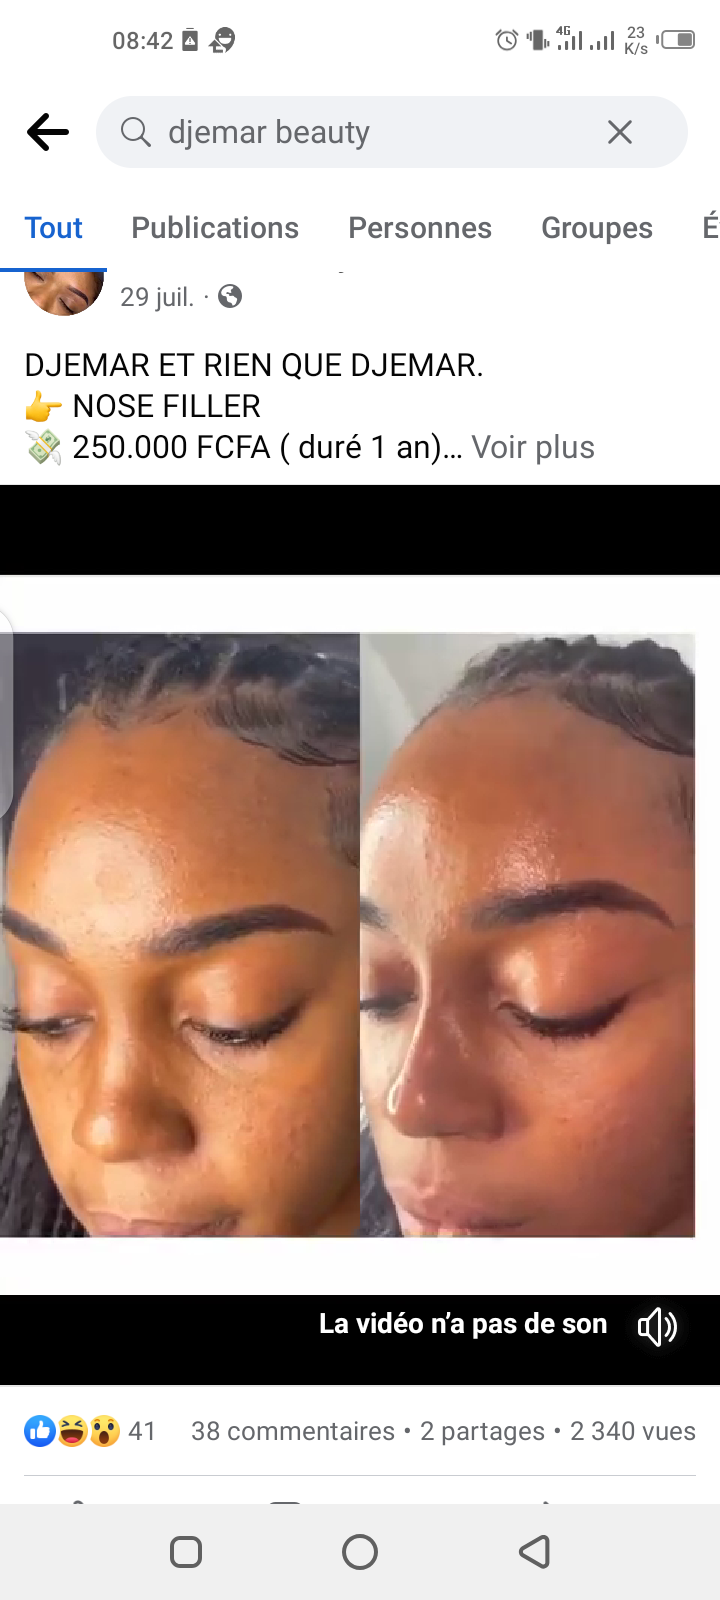 08:42
4G
23
K/s
djemar beauty
Tout Publications Personnes Groupes
29 juil. ·
DJEMAR ET RIEN QUE DJEMAR.
👉 NOSE FILLER
💸 250.000 FCFA ( duré 1 an)... Voir plus
La vidéo n'a pas de son
41 38 commentaires • 2 partages • 2 340 vues